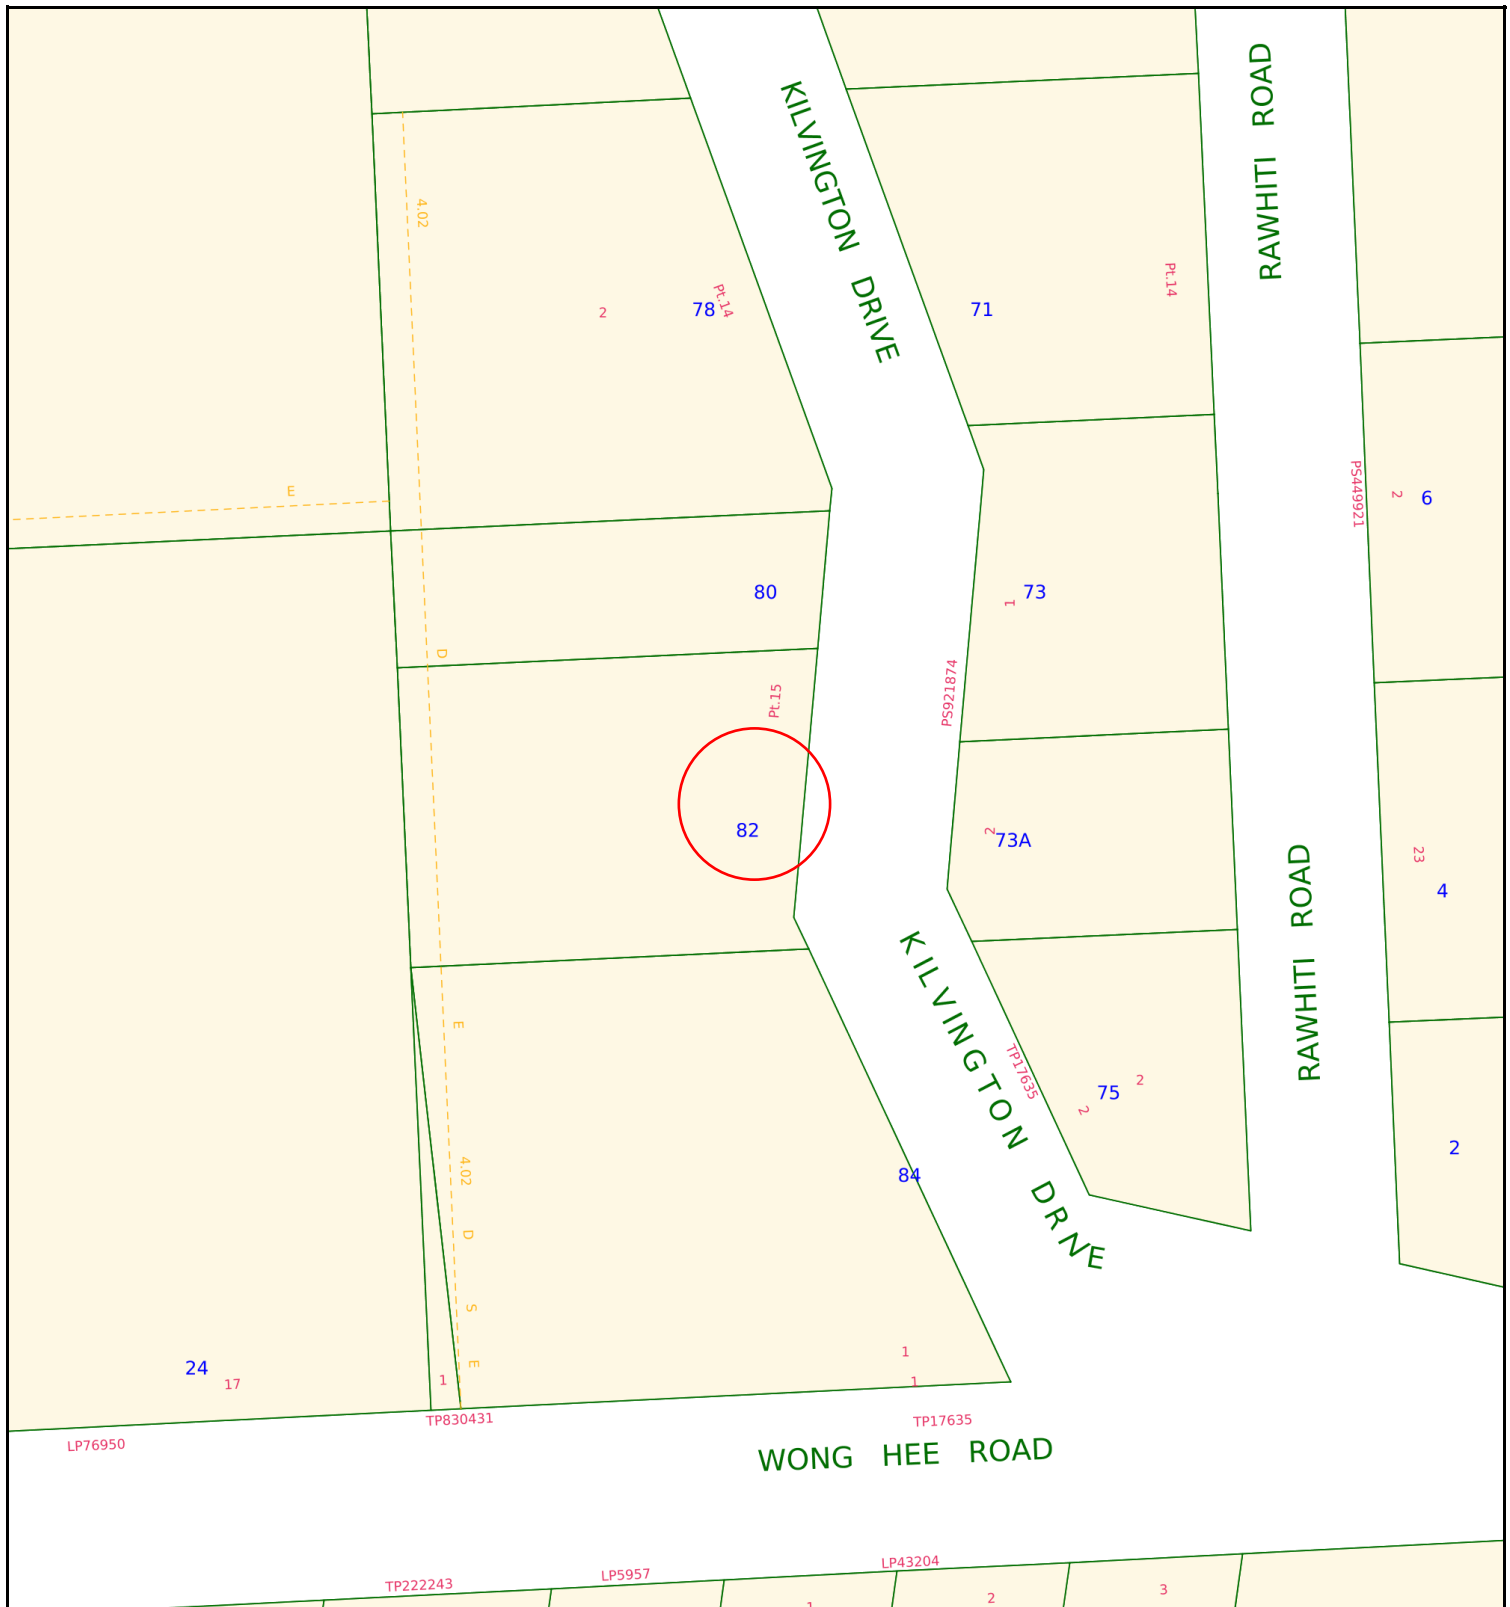 KILVINGTON DRIVE
RAWHITI ROAD
4.02
2
78
Pt.14
71
Pt.14
E
PS449921
2
6
80
1
73
D
Pt.15
PS921874
82
2
73A
23
4
KILVINGTON DRIVE
RAWHITI ROAD
E
TP17635
75
2
2
2
4.02
84
D
S
E
1
1
1
24
17
LP76950
TP830431
TP17635
WONG HEE ROAD
TP222243
LP5957
LP43204
1
2
3